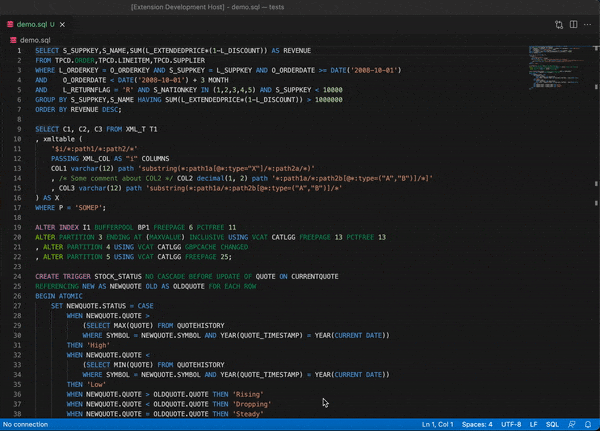 [Extension Development Host] — demo.sql — tests
demo.sql U ×
demo.sql
1 SELECT S_SUPPKEY,S_NAME,SUM(L_EXTENDEDPRICE*(1-L_DISCOUNT)) AS REVENUE
2 FROM TPCD.ORDER,TPCD.LINEITEM,TPCD.SUPPLIER
3 WHERE L_ORDERKEY = O_ORDERKEY AND S_SUPPKEY = L_SUPPKEY AND O_ORDERDATE >= DATE('2008-10-01')
4 AND O_ORDERDATE < DATE('2008-10-01') + 3 MONTH
5 AND L_RETURNFLAG = 'R' AND S_NATIONKEY IN (1,2,3,4,5) AND S_SUPPKEY < 10000
6 GROUP BY S_SUPPKEY,S_NAME HAVING SUM(L_EXTENDEDPRICE*(1-L_DISCOUNT)) > 1000000
7 ORDER BY REVENUE DESC;
8
9 SELECT C1, C2, C3 FROM XML_T T1
10 , xmltable (
11 '$i/*:path1/*:path2/*'
12 PASSING XML_COL AS "i" COLUMNS
13 COL1 varchar(12) path 'substring(*:path1a[@*:type="X"]/*:path2a/*)'
14 , /* Some comment about COL2 */ COL2 decimal(1, 2) path '*:path1a/*:path2b[@*:type=("A","B")]/*]'
15 , COL3 varchar(12) path 'substring(*:path1a/*:path2b[@*:type=("A","B")]/*'
16 ) AS X
17 WHERE P = 'SOMEP';
18
19 ALTER INDEX I1 BUFFERPOOL BP1 FREEPAGE 6 PCTFREE 11
20 ALTER PARTITION 3 ENDING AT (MAXVALUE) INCLUSIVE USING VCAT CATLGG FREEPAGE 13 PCTFREE 13
21 , ALTER PARTITION 4 USING VCAT CATLGG GBPCACHE CHANGED
22 , ALTER PARTITION 5 USING VCAT CATLGG FREEPAGE 25;
23
24 CREATE TRIGGER STOCK_STATUS NO CASCADE BEFORE UPDATE OF QUOTE ON CURRENTQUOTE
25 REFERENCING NEW AS NEWQUOTE OLD AS OLDQUOTE FOR EACH ROW
26 BEGIN ATOMIC
27 SET NEWQUOTE.STATUS = CASE
28 WHEN NEWQUOTE.QUOTE >
29 (SELECT MAX(QUOTE) FROM QUOTEHISTORY
30 WHERE SYMBOL = NEWQUOTE.SYMBOL AND YEAR(QUOTE_TIMESTAMP) = YEAR(CURRENT DATE))
31 THEN 'High'
32 WHEN NEWQUOTE.QUOTE <
33 (SELECT MIN(QUOTE) FROM QUOTEHISTORY
34 WHERE SYMBOL = NEWQUOTE.SYMBOL AND YEAR(QUOTE_TIMESTAMP) = YEAR(CURRENT DATE))
35 THEN 'Low'
36 WHEN NEWQUOTE.QUOTE > OLDQUOTE.QUOTE THEN 'Rising'
37 WHEN NEWQUOTE.QUOTE < OLDQUOTE.QUOTE THEN 'Dropping'
38 WHEN NEWQUOTE.QUOTE = OLDQUOTE.QUOTE THEN 'Steady'
No connection Ln 1, Col 1 Spaces: 4 UTF-8 LF SQL